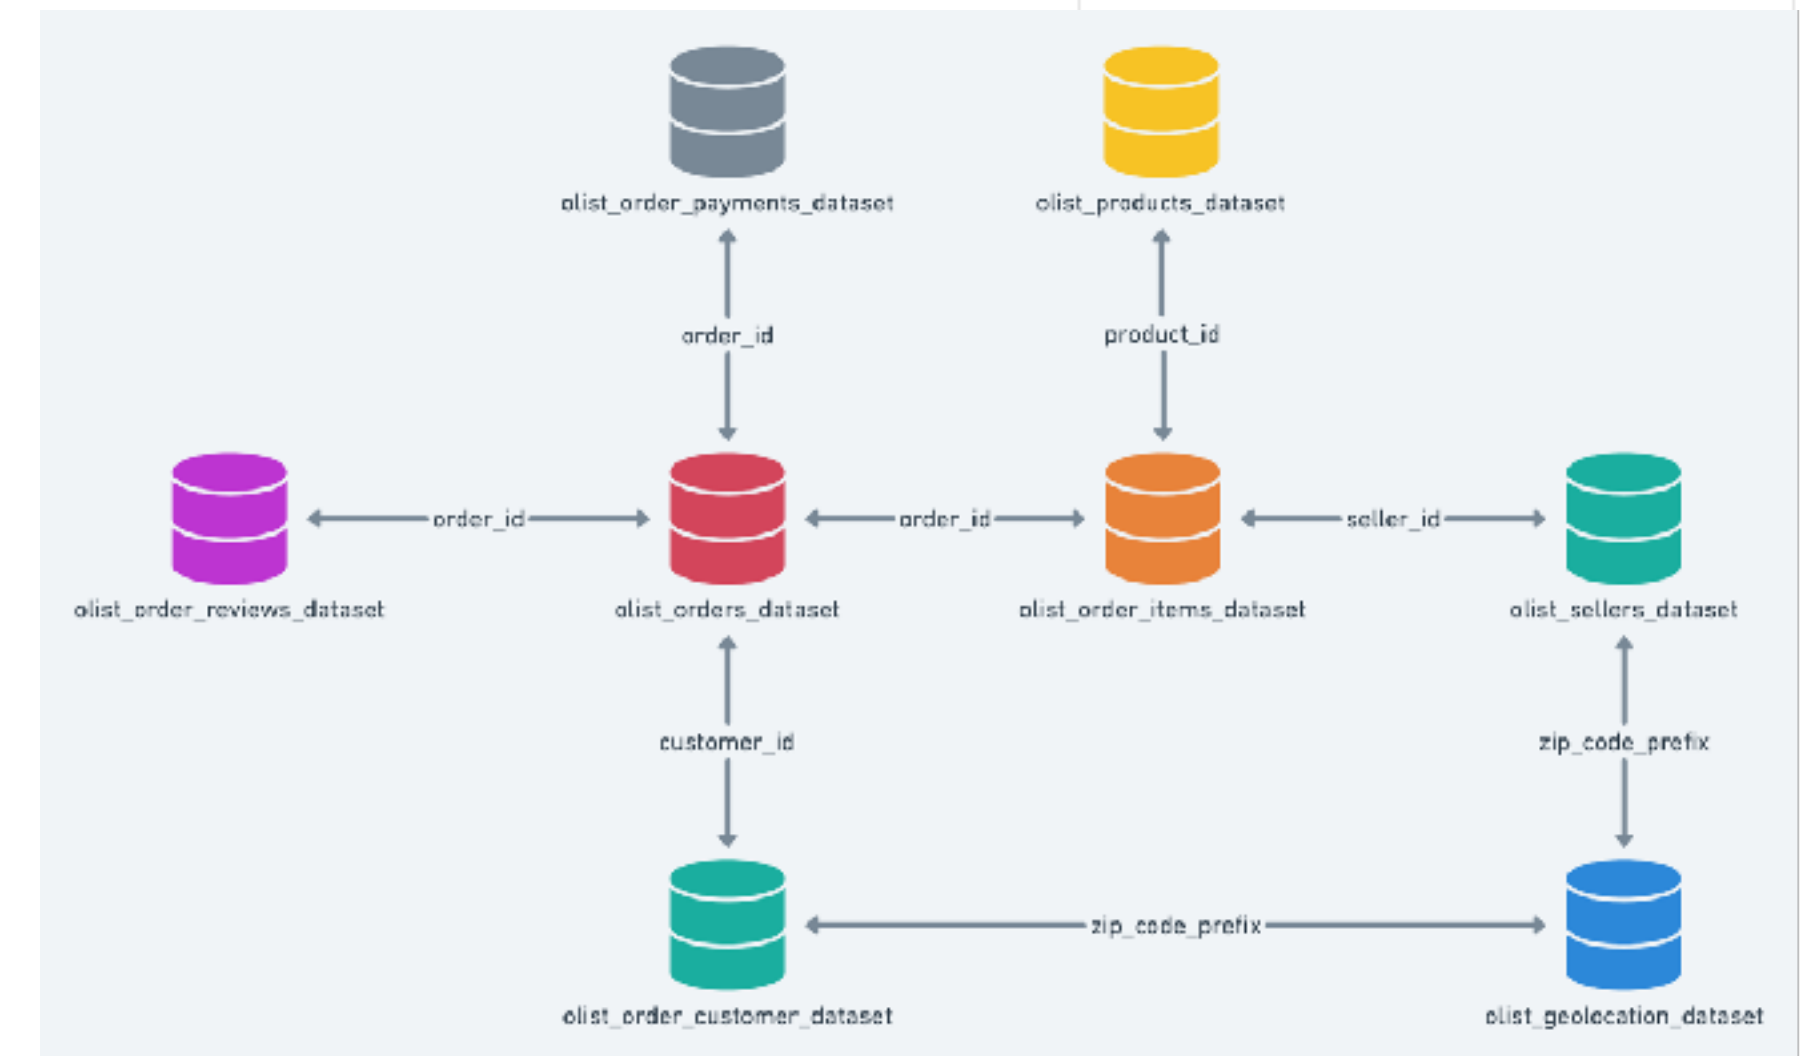 olist_order_payments_dataset
olist_products_dataset
order_id
product_id
order_id
order_id
seller_id
olist_order_reviews_dataset
olist_orders_dataset
olist_order_items_dataset
olist_sellers_dataset
customer_id
zip_code_prefix
zip_code_prefix
olist_order_customer_dataset
olist_geolocation_dataset